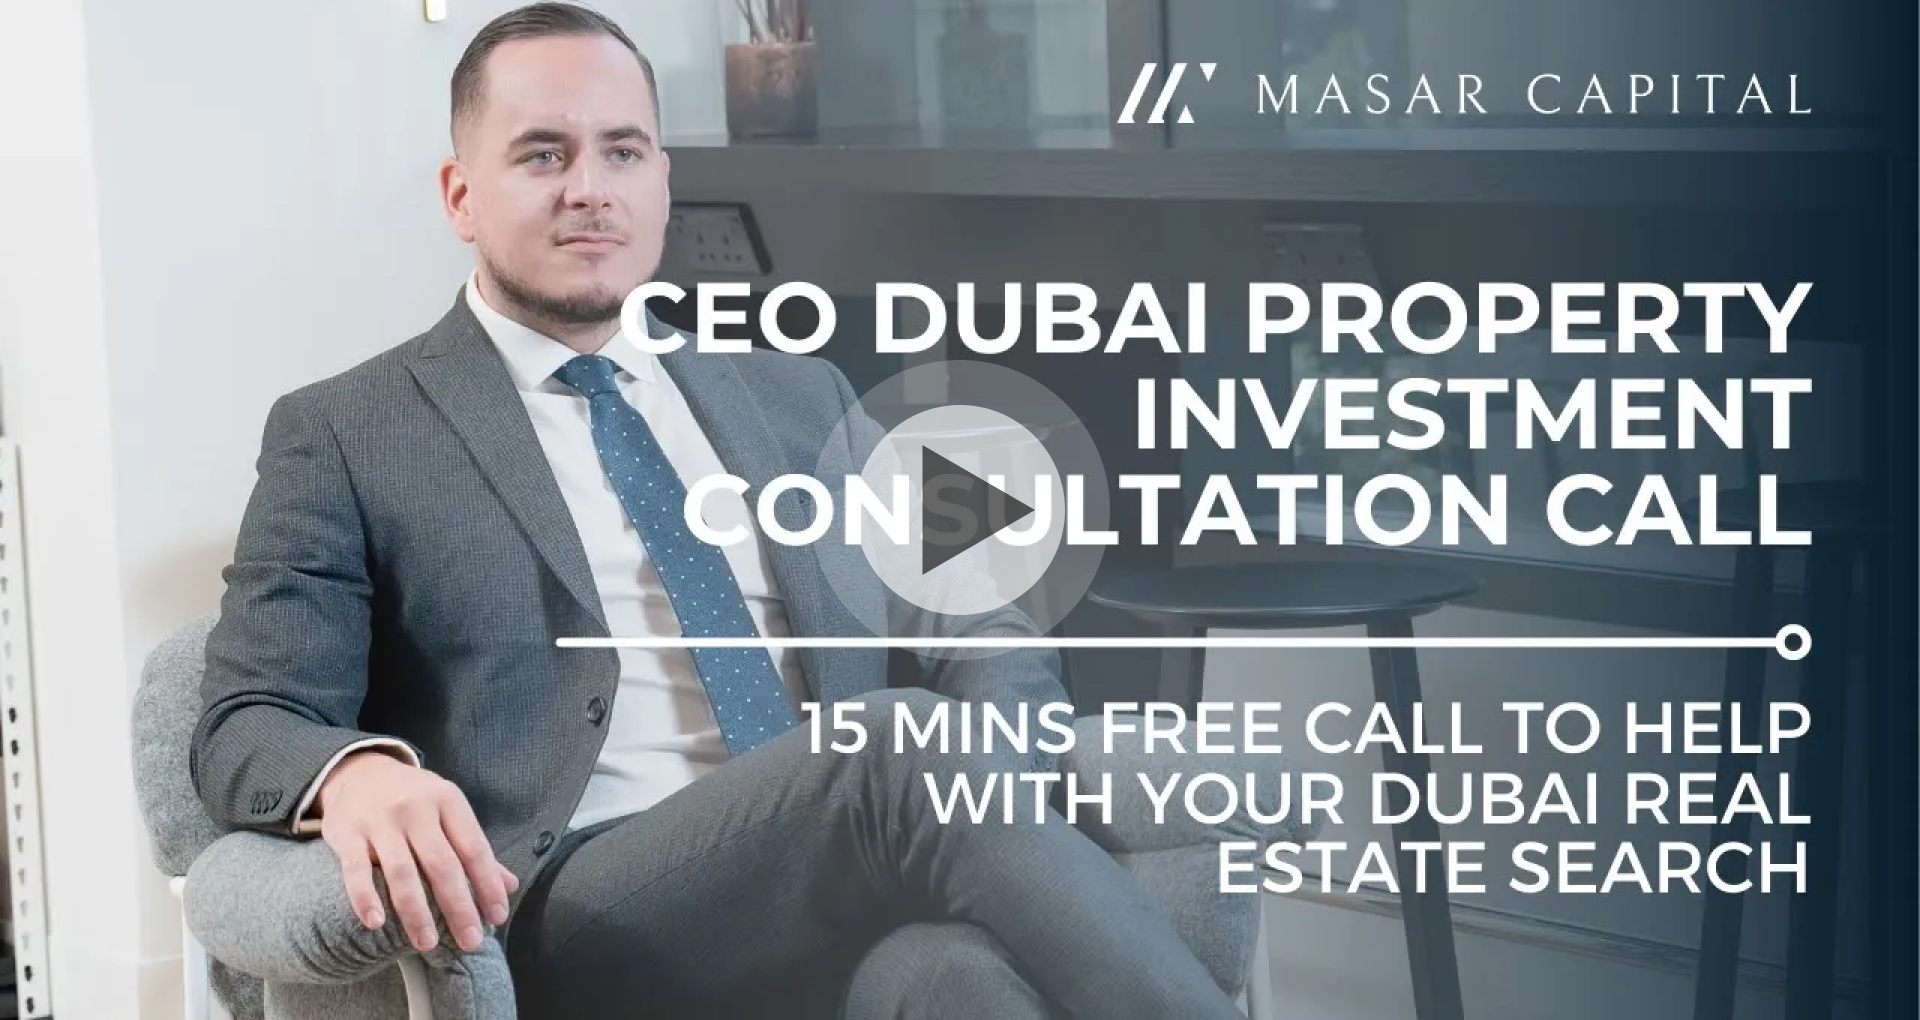 MASAR CAPITAL
CEO DUBAI PROPERTY
INVESTMENT
CONSULTATION CALL
15 MINS FREE CALL TO HELP
WITH YOUR DUBAI REAL
ESTATE SEARCH